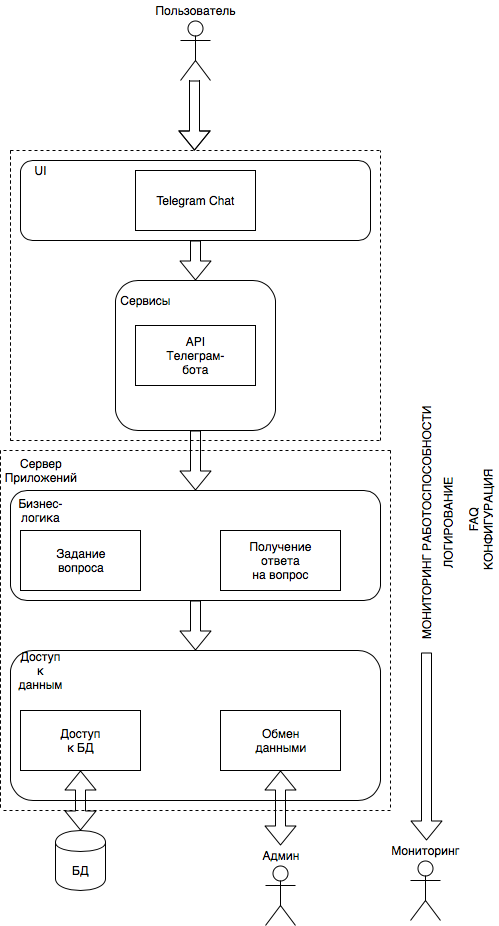 Пользователь
UI
Telegram Chat
Сервисы
API
Телеграм-
бота
Сервер
Приложений
Бизнес-
логика
Задание
вопроса
Получение
ответа
на вопрос
Доступ
к
данным
Доступ
к БД
Обмен
данными
БД
Админ
Мониторинг
МОНИТОРИНГ РАБОТОСПОСОБНОСТИ
ЛОГИРОВАНИЕ
FAQ
КОНФИГУРАЦИЯ